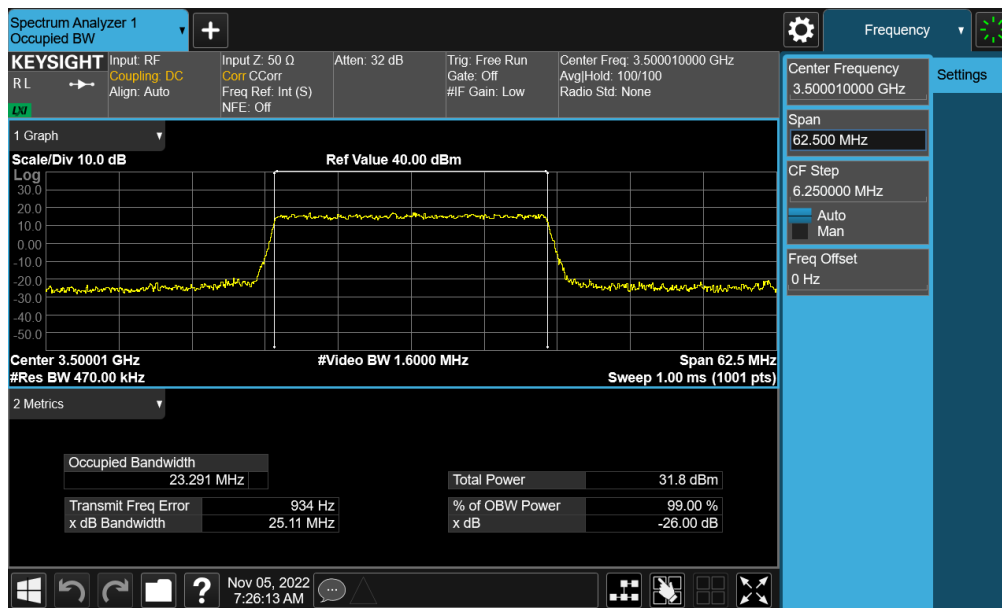 Spectrum Analyzer 1
Occupied BW
+
Frequency
KEYSIGHT
R L
LXI
Input: RF
Coupling: DC
Align: Auto
Input Z: 50 Ω
Corr CCorr
Freq Ref: Int (S)
NFE: Off
Atten: 32 dB
Trig: Free Run
Gate: Off
#IF Gain: Low
Center Freq: 3.500010000 GHz
Avg|Hold: 100/100
Radio Std: None
Center Frequency
3.500010000 GHz
Settings
Span
62.500 MHz
CF Step
6.250000 MHz
Auto
Man
Freq Offset
0 Hz
1 Graph
Scale/Div 10.0 dB
Ref Value 40.00 dBm
Log
30.0
20.0
10.0
0.00
-10.0
-20.0
-30.0
-40.0
-50.0
Center 3.50001 GHz
#Video BW 1.6000 MHz
Span 62.5 MHz
#Res BW 470.00 kHz
Sweep 1.00 ms (1001 pts)
2 Metrics
Occupied Bandwidth
23.291 MHz
Total Power 31.8 dBm
Transmit Freq Error 934 Hz
% of OBW Power 99.00 %
x dB Bandwidth 25.11 MHz
x dB -26.00 dB
?
Nov 05, 2022
7:26:13 AM